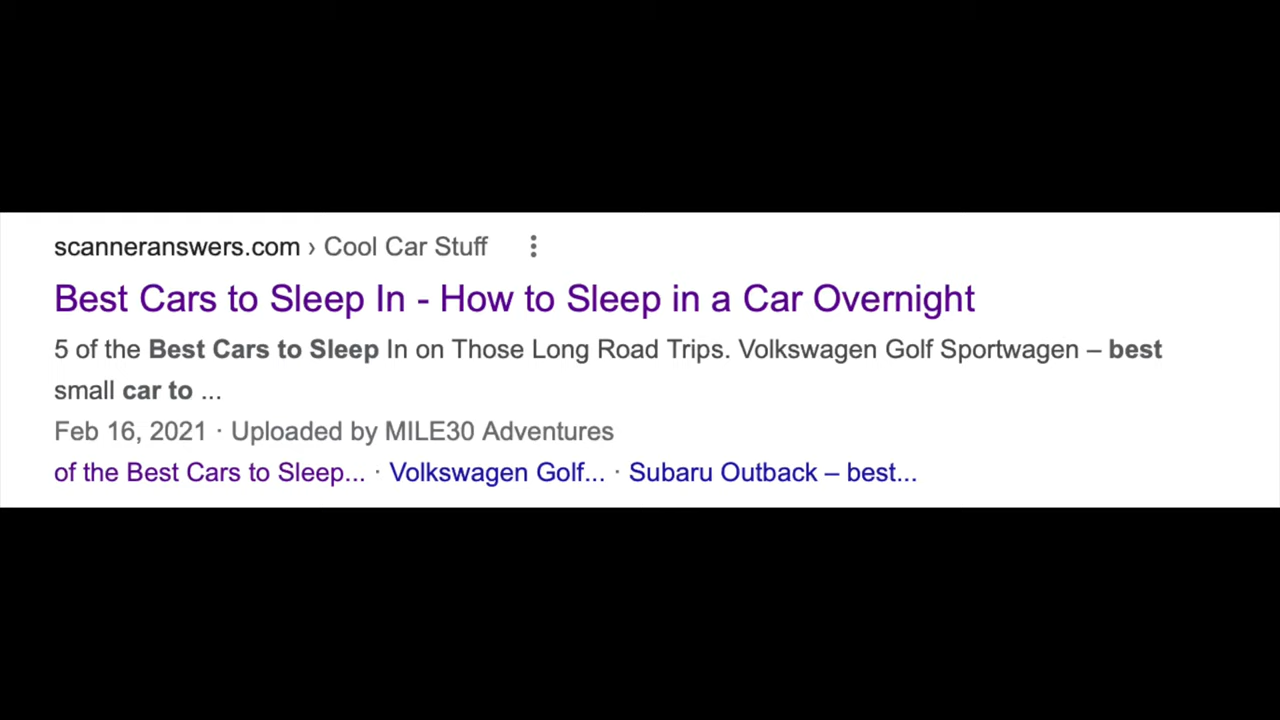 scanneranswers.com › Cool Car Stuff
Best Cars to Sleep In - How to Sleep in a Car Overnight
5 of the Best Cars to Sleep In on Those Long Road Trips. Volkswagen Golf Sportwagen – best
small car to ...
Feb 16, 2021 · Uploaded by MILE30 Adventures
of the Best Cars to Sleep... · Volkswagen Golf... · Subaru Outback – best...